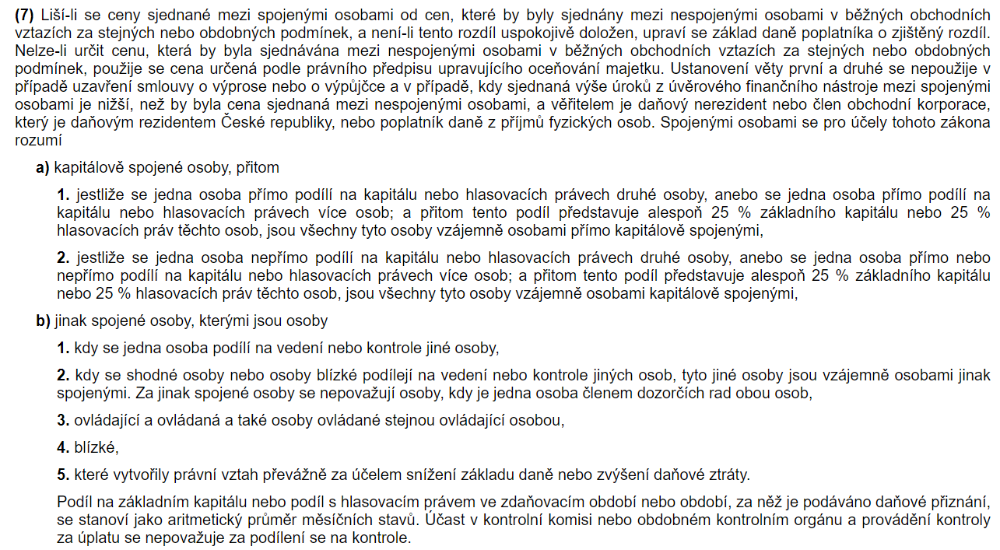 (7) Liší-li se ceny sjednané mezi spojenými osobami od cen, které by byly sjednány mezi nespojenými osobami v běžných obchodních
vztazích za stejných nebo obdobných podmínek, a není-li tento rozdíl uspokojivě doložen, upraví se základ daně poplatníka o zjištěný rozdíl.
Nelze-li určit cenu, která by byla sjednávána mezi nespojenými osobami v běžných obchodních vztazích za stejných nebo obdobných
podmínek, použije se cena určená podle právního předpisu upravujícího oceňování majetku. Ustanovení věty první a druhé se nepoužije v
případě uzavření smlouvy o výprose nebo o výpůjčce a v případě, kdy sjednaná výše úroků z úvěrového finančního nástroje mezi spojenými
osobami je nižší, než by byla cena sjednaná mezi nespojenými osobami, a věřitelem je daňový nerezident nebo člen obchodní korporace,
který je daňovým rezidentem České republiky, nebo poplatník daně z příjmů fyzických osob. Spojenými osobami se pro účely tohoto zákona
rozumí
a) kapitálově spojené osoby, přitom
1. jestliže se jedna osoba přímo podílí na kapitálu nebo hlasovacích právech druhé osoby, anebo se jedna osoba přímo podílí na
kapitálu nebo hlasovacích právech více osob; a přitom tento podíl představuje alespoň 25 % základního kapitálu nebo 25 %
hlasovacích práv těchto osob, jsou všechny tyto osoby vzájemně osobami přímo kapitálově spojenými,
2. jestliže se jedna osoba nepřímo podílí na kapitálu nebo hlasovacích právech druhé osoby, anebo se jedna osoba přímo nebo
nepřímo podílí na kapitálu nebo hlasovacích právech více osob; a přitom tento podíl představuje alespoň 25 % základního kapitálu
nebo 25 % hlasovacích práv těchto osob, jsou všechny tyto osoby vzájemně osobami kapitálově spojenými,
b) jinak spojené osoby, kterými jsou osoby
1. kdy se jedna osoba podílí na vedení nebo kontrole jiné osoby,
2. kdy se shodné osoby nebo osoby blízké podílejí na vedení nebo kontrole jiných osob, tyto jiné osoby jsou vzájemně osobami jinak
spojenými. Za jinak spojené osoby se nepovažují osoby, kdy je jedna osoba členem dozorčích rad obou osob,
3. ovládající a ovládaná a také osoby ovládané stejnou ovládající osobou,
4. blízké,
5. které vytvořily právní vztah převážně za účelem snížení základu daně nebo zvýšení daňové ztráty.
Podíl na základním kapitálu nebo podíl s hlasovacím právem ve zdaňovacím období nebo období, za něž je podáváno daňové přiznání,
se stanoví jako aritmetický průměr měsíčních stavů. Účast v kontrolní komisi nebo obdobném kontrolním orgánu a provádění kontroly
za úplatu se nepovažuje za podílení se na kontrole.